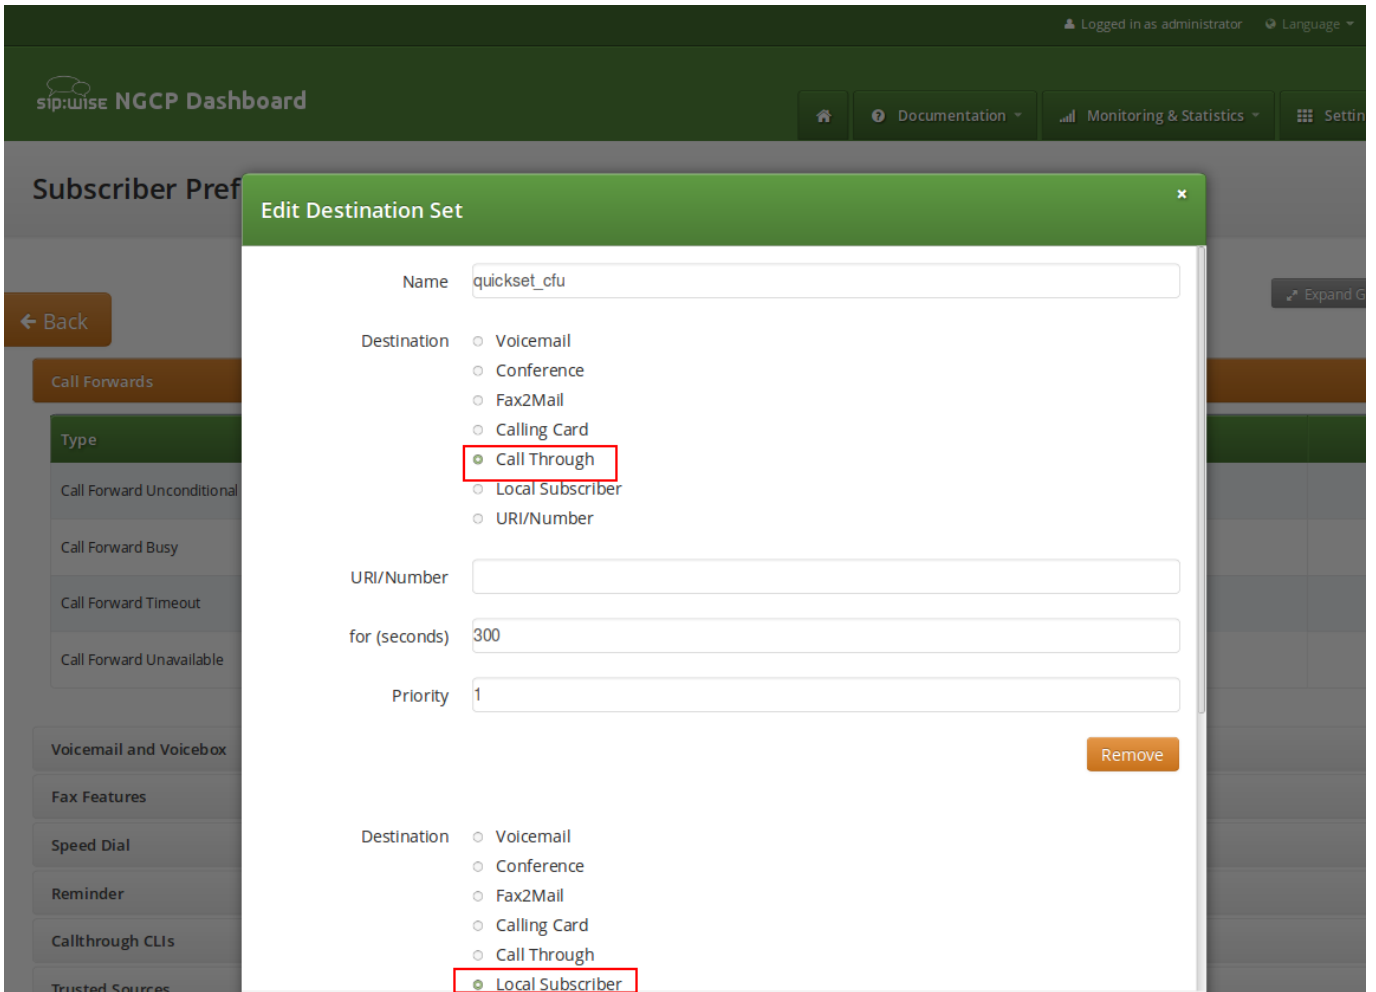 Logged in as administrator Language
sip:wise NGCP Dashboard
Documentation Monitoring & Statistics Settin
Subscriber Pref
Edit Destination Set ×
Name quickset_cfu
Expand G
Back
Destination Voicemail
Conference
Fax2Mail
Calling Card
Call Through
Local Subscriber
URI/Number
Call Forwards
Type
Call Forward Unconditional
Call Forward Busy
Call Forward Timeout
Call Forward Unavailable
URI/Number
for (seconds) 300
Priority 1
Remove
Voicemail and Voicebox
Fax Features
Speed Dial
Reminder
Callthrough CLIs
Trusted Sources
Destination Voicemail
Conference
Fax2Mail
Calling Card
Call Through
Local Subscriber